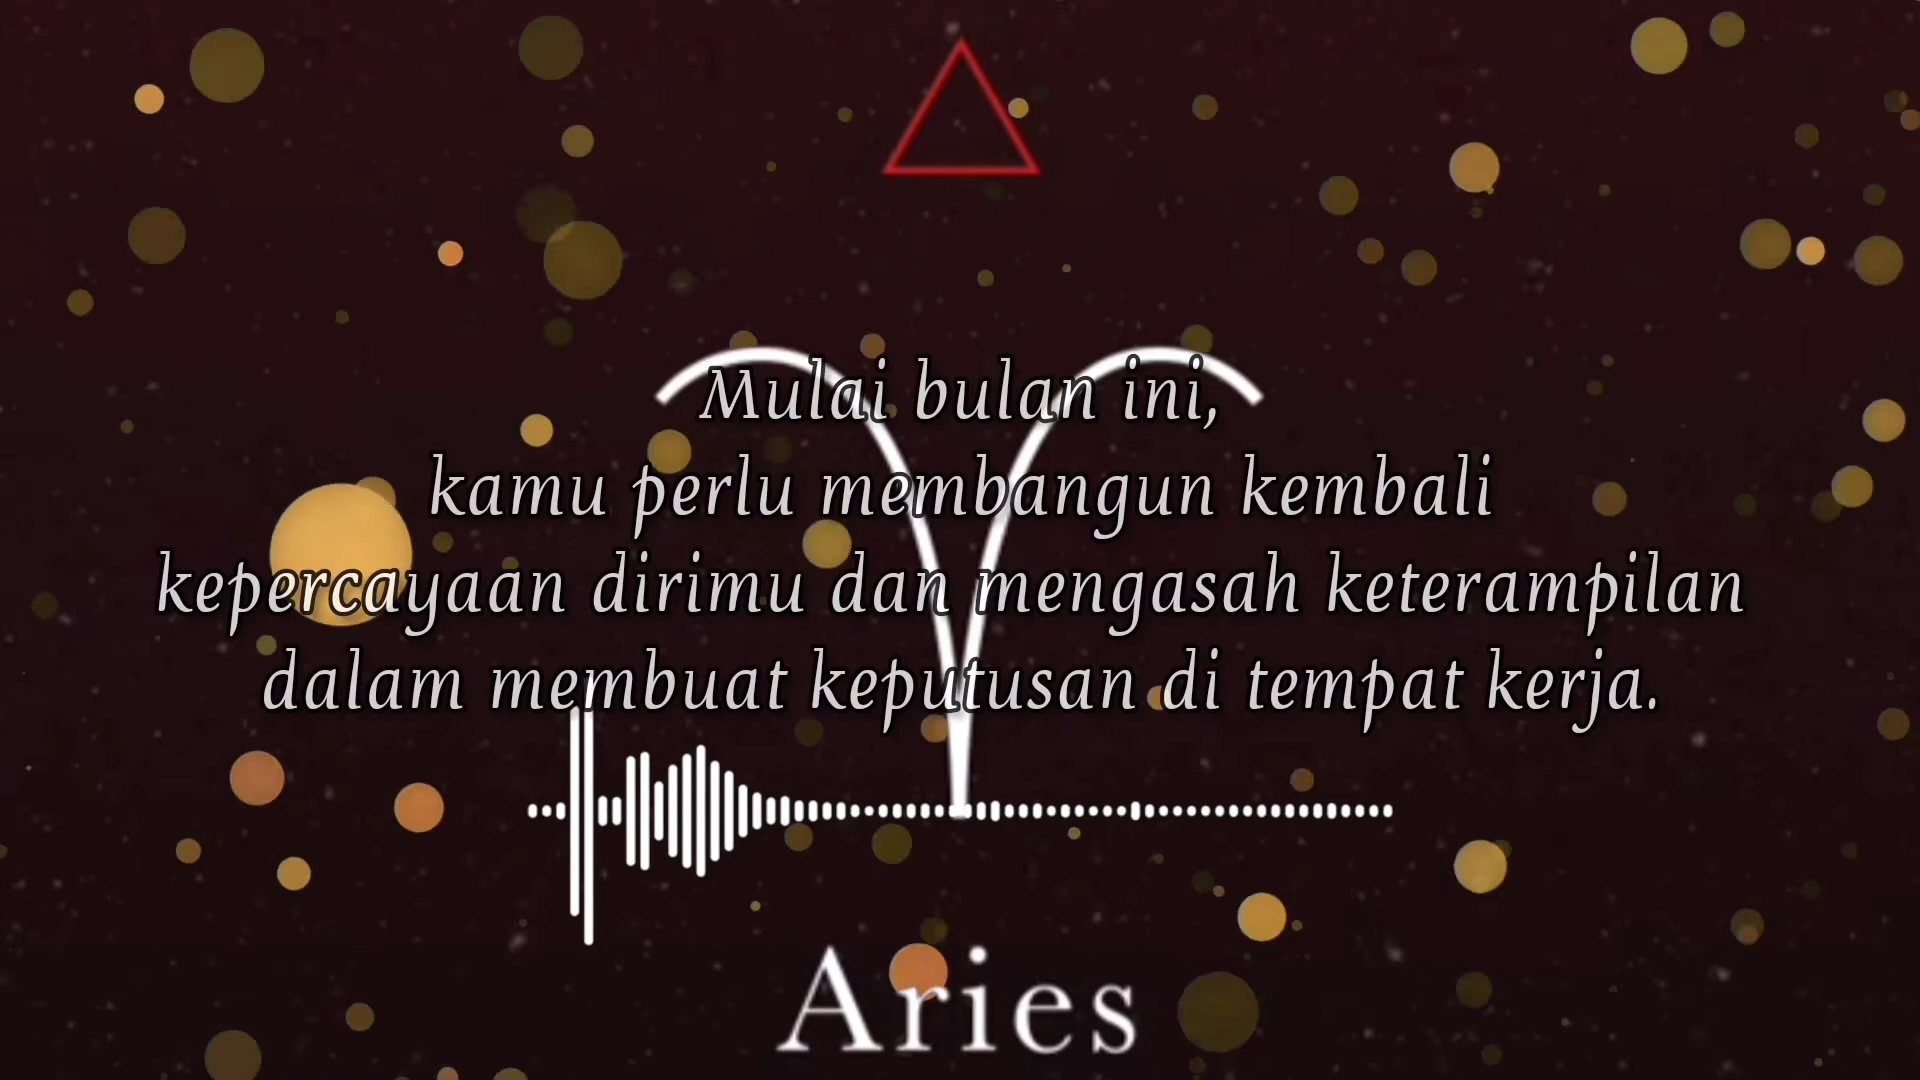 Mulai bulan ini,
kamu perlu membangun kembali
kepercayaan dirimu dan mengasah keterampilan
dalam membuat keputusan di tempat kerja.
Aries